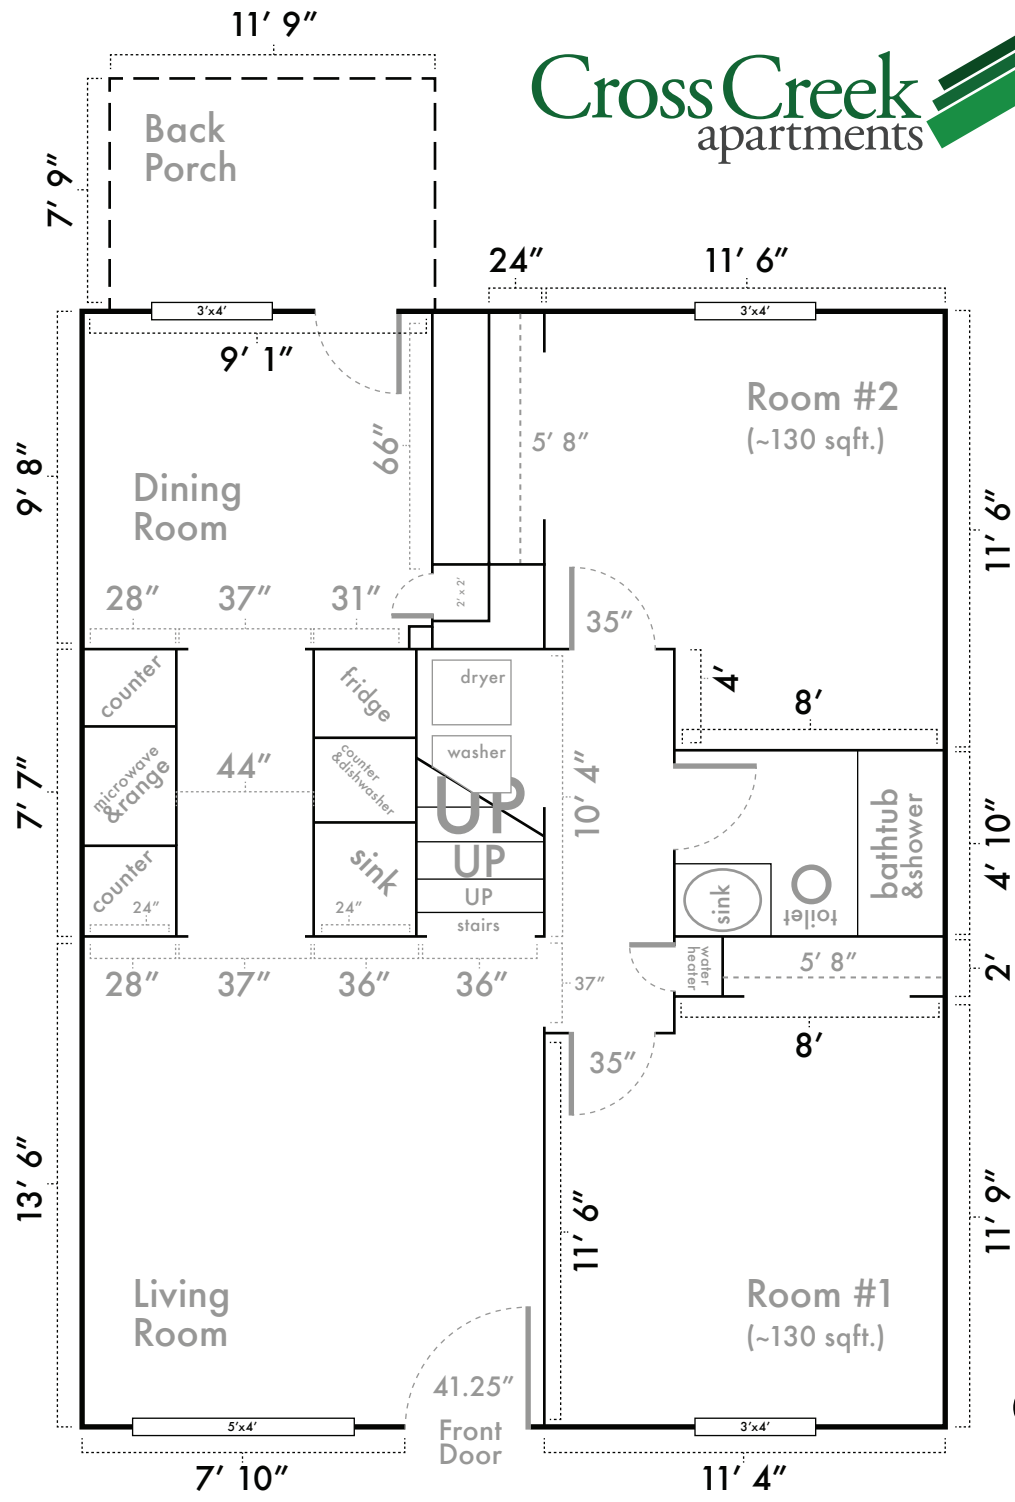 11′ 9″
Cross Creek
apartments
Back
Porch
7′ 9″
24″
11′ 6″
3′x4′
3′x4′
9′ 1″
Room #2
(~130 sqft.)
66″
5′ 8″
9′ 8″
11′ 6″
Dining
Room
28″
37″
31″
2′ x 2′
35″
counter
fridge
dryer
4′
8′
microwave
&range
44″
counter
&dishwasher
washer
UP
7′ 7″
10′ 4″
bathtub
&shower
4′ 10″
counter
24″
sink
24″
UP
UP
stairs
sink
toilet
28″
37″
36″
36″
37″
water
heater
5′ 8″
2′
8′
35″
13′ 6″
11′ 6″
11′ 9″
Living
Room
Room #1
(~130 sqft.)
41.25″
Front
Door
5′x4′
3′x4′
7′ 10″
11′ 4″